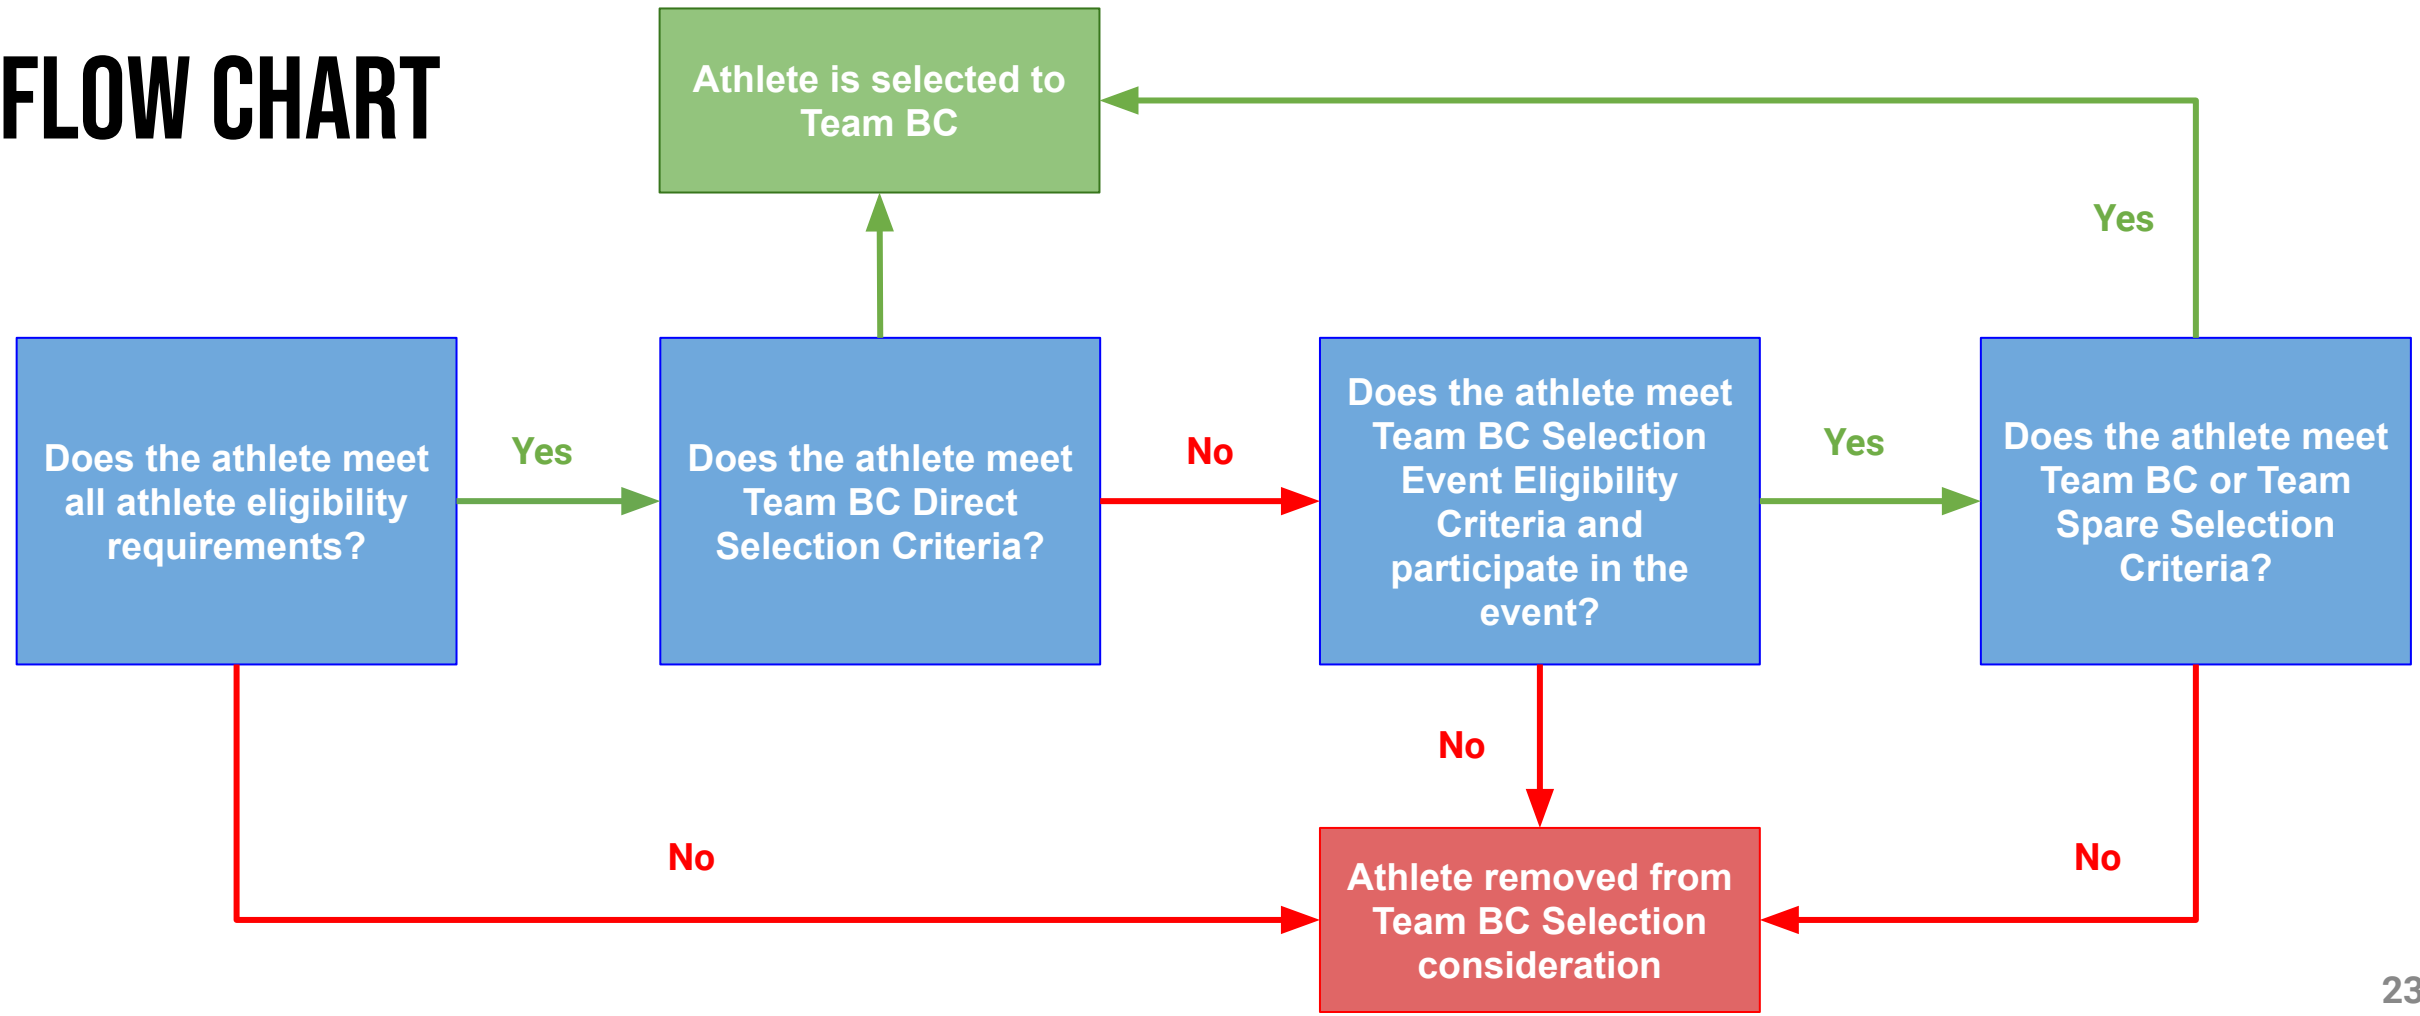 FLOW CHART
Athlete is selected to
Team BC
Yes
Does the athlete meet
all athlete eligibility
requirements?
Yes
Does the athlete meet
Team BC Direct
Selection Criteria?
No
Does the athlete meet
Team BC Selection
Event Eligibility
Criteria and
participate in the
event?
Yes
Does the athlete meet
Team BC or Team
Spare Selection
Criteria?
No
No
No
Athlete removed from
Team BC Selection
consideration
23